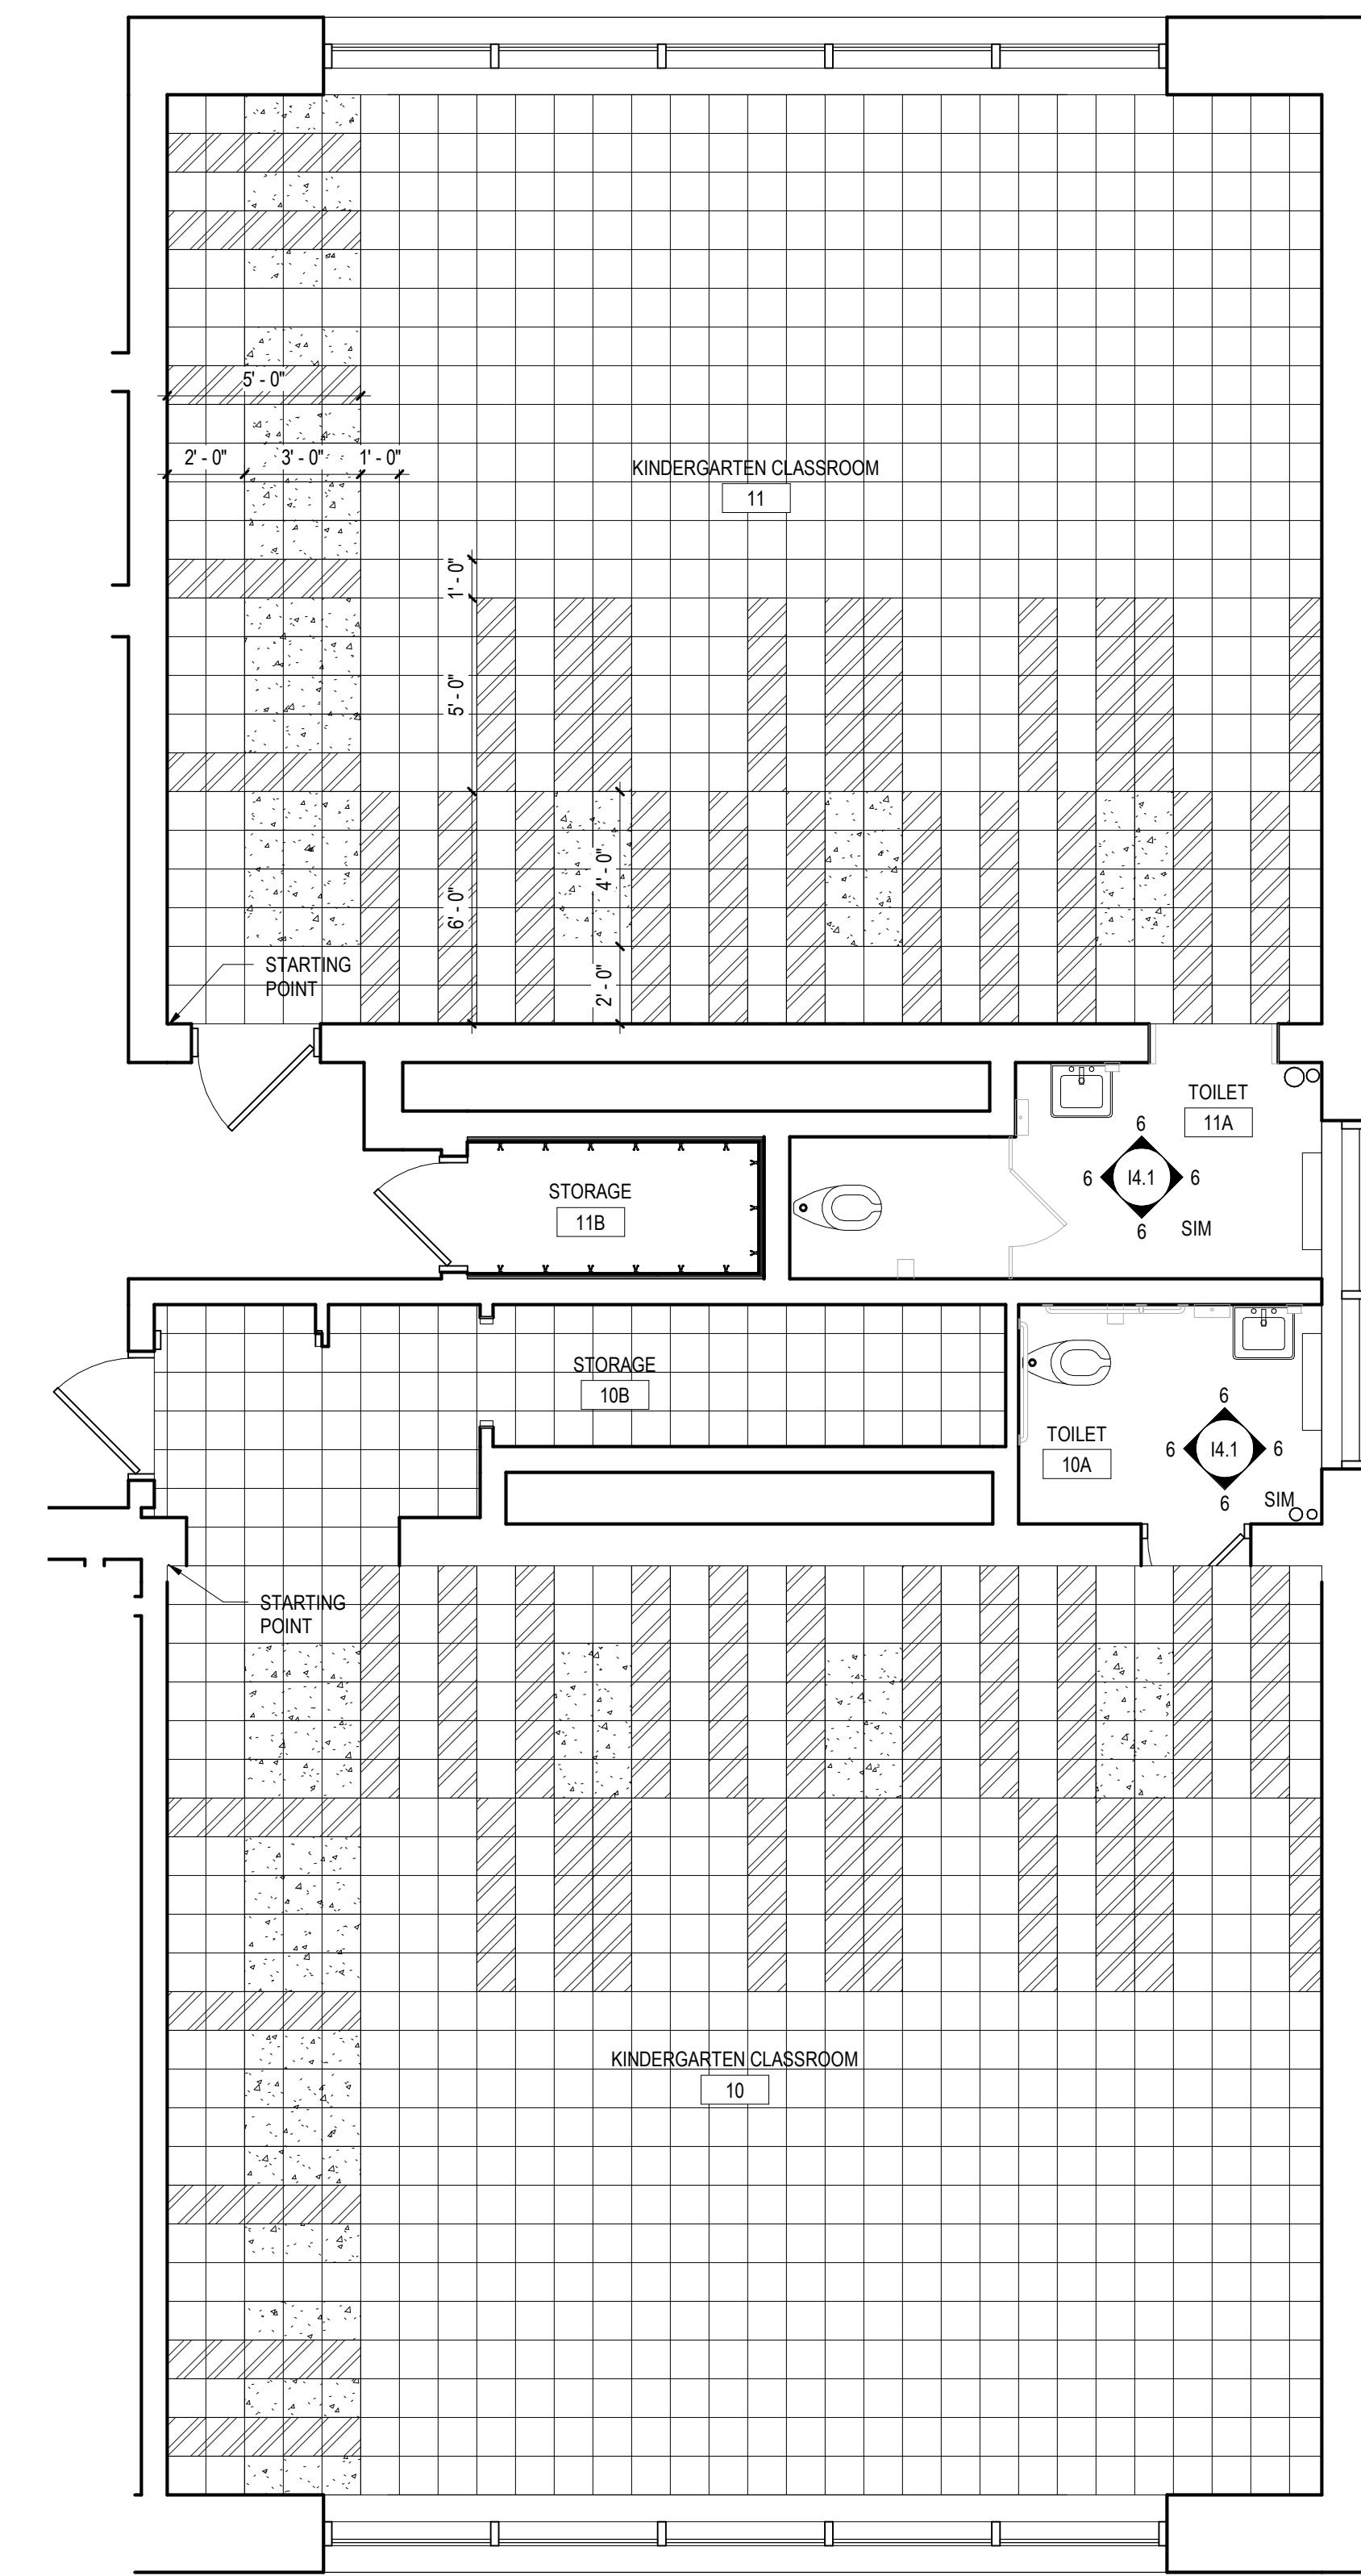 5' - 0"
2' - 0"
3' - 0"
1' - 0"
KINDERGARTEN CLASSROOM
11
1' - 0"
5' - 0"
6' - 0"
4' - 0"
2' - 0"
STARTING
POINT
TOILET
11A
6
6
I4.1
6
6
SIM
STORAGE
11B
STORAGE
10B
TOILET
10A
6
6
I4.1
6
6
SIM
STARTING
POINT
KINDERGARTEN CLASSROOM
10